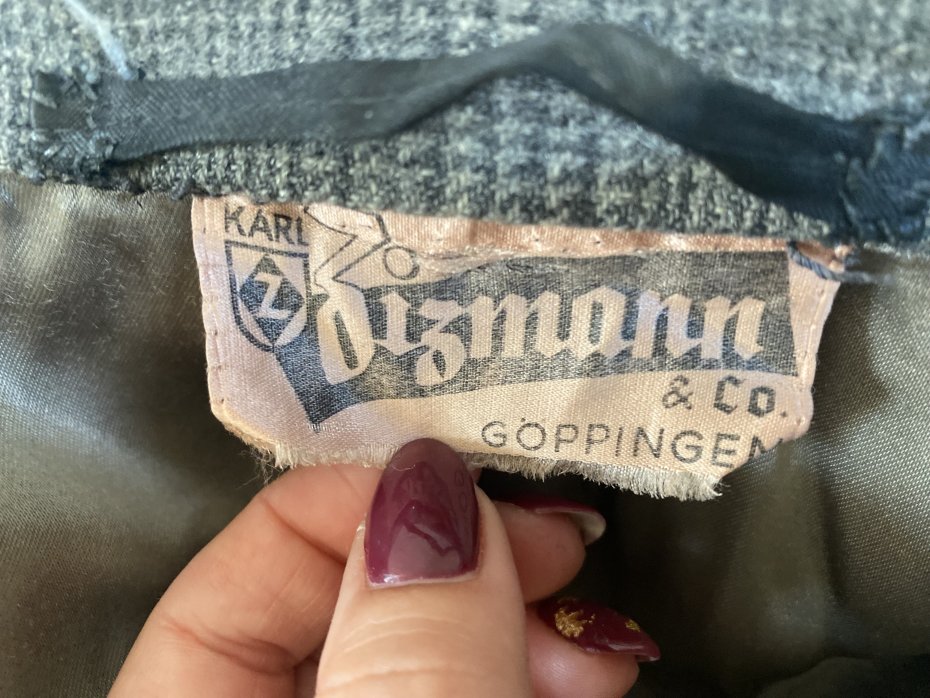 KARL
Z
Zizmann
& Co.
GÖPPINGEN